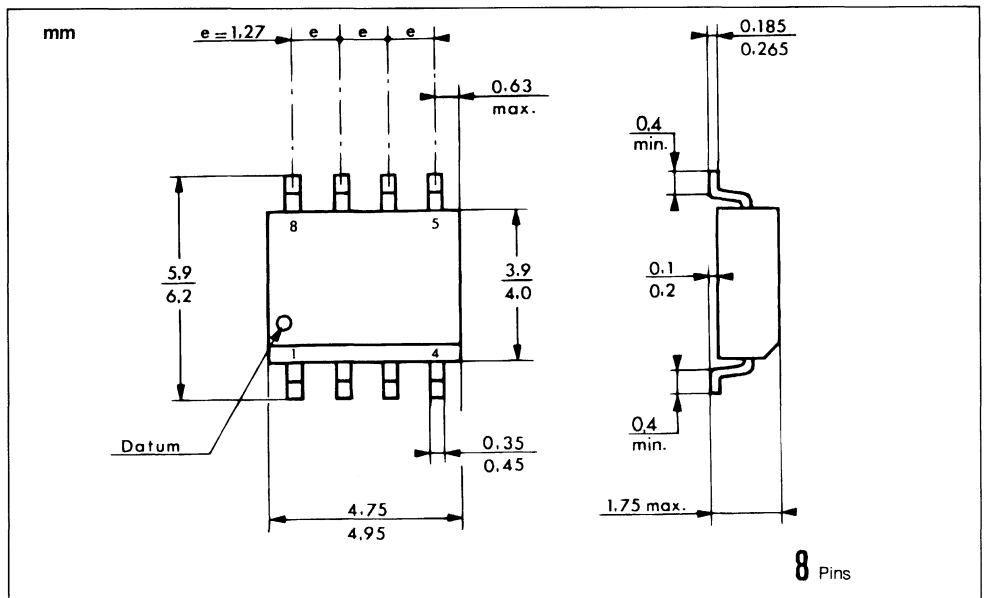 mm
e = 1,27 e e e
0.63
max.
0.185
0.265
0,4
min.
8 5
5,9
6,2
3.9
4.0
0.1
0.2
1 4
Datum
0.35
0.45
0,4
min.
4.75
4.95
1.75 max.
8 Pins